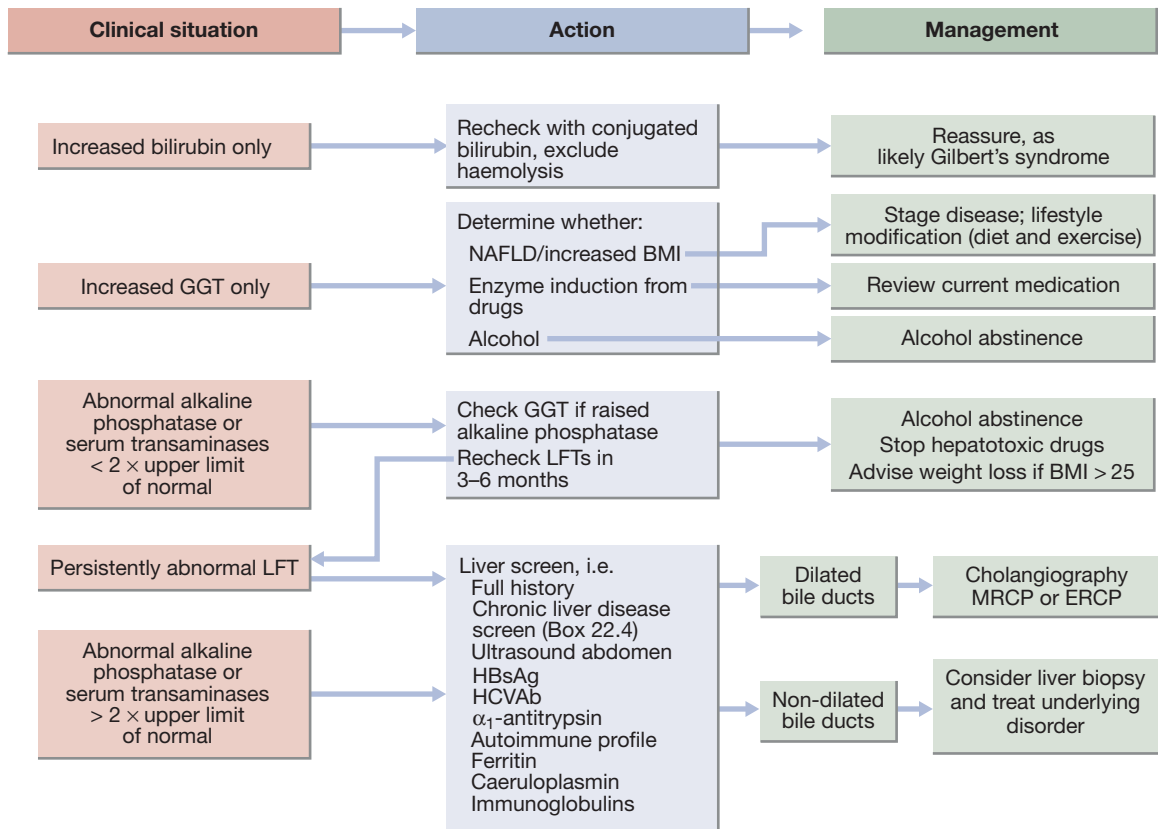 Clinical situation
Action
Management
Increased bilirubin only
Recheck with conjugated
bilirubin, exclude
haemolysis
Reassure, as
likely Gilbert's syndrome
Increased GGT only
Determine whether:
NAFLD/increased BMI
Enzyme induction from
drugs
Alcohol
Stage disease; lifestyle
modification (diet and exercise)
Review current medication
Alcohol abstinence
Abnormal alkaline
phosphatase or
serum transaminases
< 2 × upper limit
of normal
Check GGT if raised
alkaline phosphatase
Recheck LFTs in
3–6 months
Alcohol abstinence
Stop hepatotoxic drugs
Advise weight loss if BMI > 25
Persistently abnormal LFT
Abnormal alkaline
phosphatase or
serum transaminases
> 2 × upper limit
of normal
Liver screen, i.e.
Full history
Chronic liver disease
screen (Box 22.4)
Ultrasound abdomen
HBsAg
HCVAb
α₁-antitrypsin
Autoimmune profile
Ferritin
Caeruloplasmin
Immunoglobulins
Dilated
bile ducts
Cholangiography
MRCP or ERCP
Non-dilated
bile ducts
Consider liver biopsy
and treat underlying
disorder